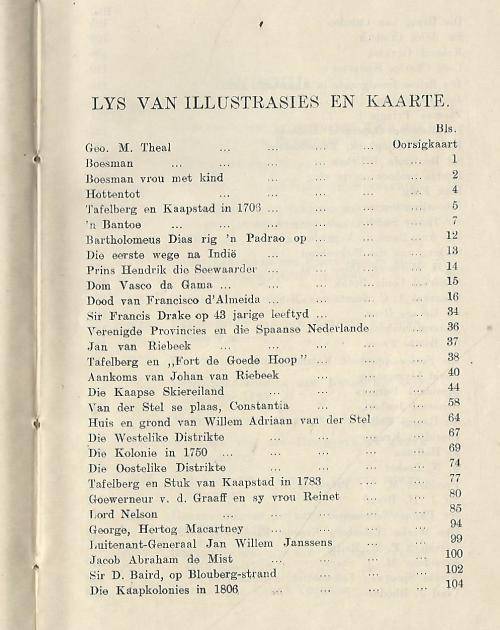 LYS VAN ILLUSTRASIES EN KAARTE.
Bls.
Geo. M. Theal ... ... ... ... Oorsigkaart
Boesman ... ... ... ... ... ... 1
Boesman vrou met kind ... ... ... ... 2
Hottentot ... ... ... ... ... 4
Tafelberg en Kaapstad in 1706 ... ... ... ... 5
'n Bantoe ... ... ... ... ... ... 7
Bartholomeus Dias rig 'n Padrao op ... ... ... 12
Die eerste wege na Indië ... ... ... ... 13
Prins Hendrik die Seewaarder ... ... ... ... 14
Dom Vasco da Gama ... ... ... ... ... 15
Dood van Francisco d'Almeida ... ... ... ... 16
Sir Francis Drake op 43 jarige leeftyd ... ... ... 34
Verenigde Provincies en die Spaanse Nederlande ... 36
Jan van Riebeek ... ... ... ... ... 37
Tafelberg en ,,Fort de Goede Hoop" ... ... ... 38
Aankoms van Johan van Riebeek ... ... ... 40
Die Kaapse Skiereiland ... ... ... ... 44
Van der Stel se plaas, Constantia ... ... ... 58
Huis en grond van Willem Adriaan van der Stel ... 64
Die Westelike Distrikte ... ... ... ... 67
Die Kolonie in 1750 ... ... ... ... ... 69
Die Oostelike Distrikte ... ... ... ... 74
Tafelberg en Stuk van Kaapstad in 1783 .... ... 77
Goewerneur v. d. Graaff en sy vrou Reinet ... ... 80
Lord Nelson ... ... ... ... ... 85
George, Hertog Macartney ... ... ... ... 94
Luitenant-Generaal Jan Willem Janssens ... ... 99
Jacob Abraham de Mist ... ... ... ... 100
Sir D. Baird, op Blouberg-strand ... ... ... 102
Die Kaapkolonies in 1806 ... ... ... ... 104